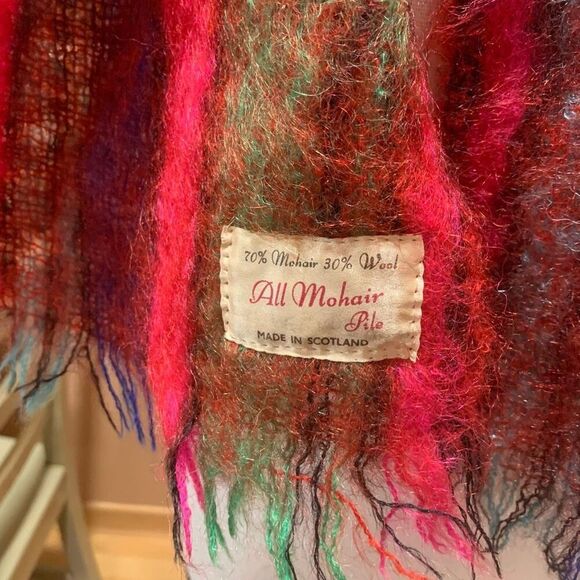 70% Mohair 30% Wool
All Mohair
Pile
MADE IN SCOTLAND